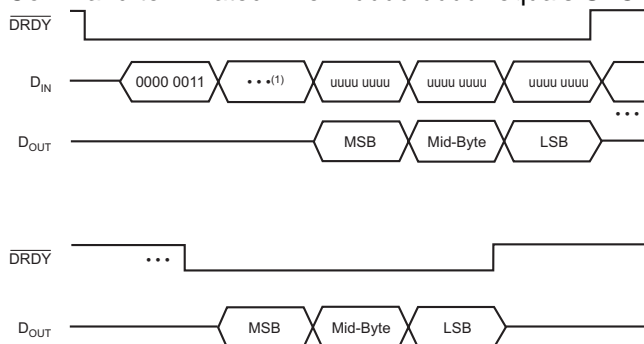 DRDY
DIN 0000 0011 •••(1) uuuu uuuu uuuu uuuu uuuu uuuu
•••
DOUT MSB Mid-Byte LSB
DRDY •••
DOUT MSB Mid-Byte LSB